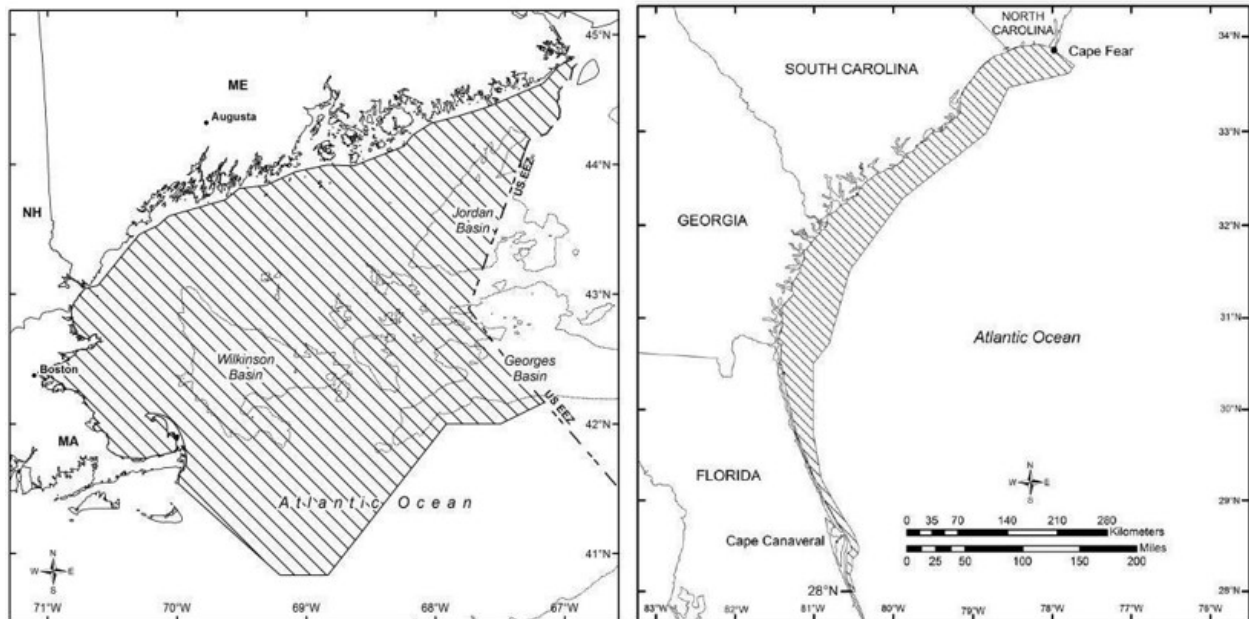 ME
Augusta
NH
Jordan
Basin
US EEZ
Wilkinson
Basin
Georges
Basin
US EEZ
Boston
MA
Atlantic Ocean
N
W E
S
45°N
44°N
43°N
42°N
41°N
71°W 70°W 69°W 68°W 67°W
NORTH
CAROLINA
Cape Fear
SOUTH CAROLINA
GEORGIA
Atlantic Ocean
FLORIDA
Cape Canaveral
28°N
N
W E
S
0 35 70 140 210 280
Kilometers
Miles
0 25 50 100 150 200
34°N
33°N
32°N
31°N
30°N
29°N
28°N
83°W 82°W 81°W 80°W 79°W 78°W 77°W 76°W